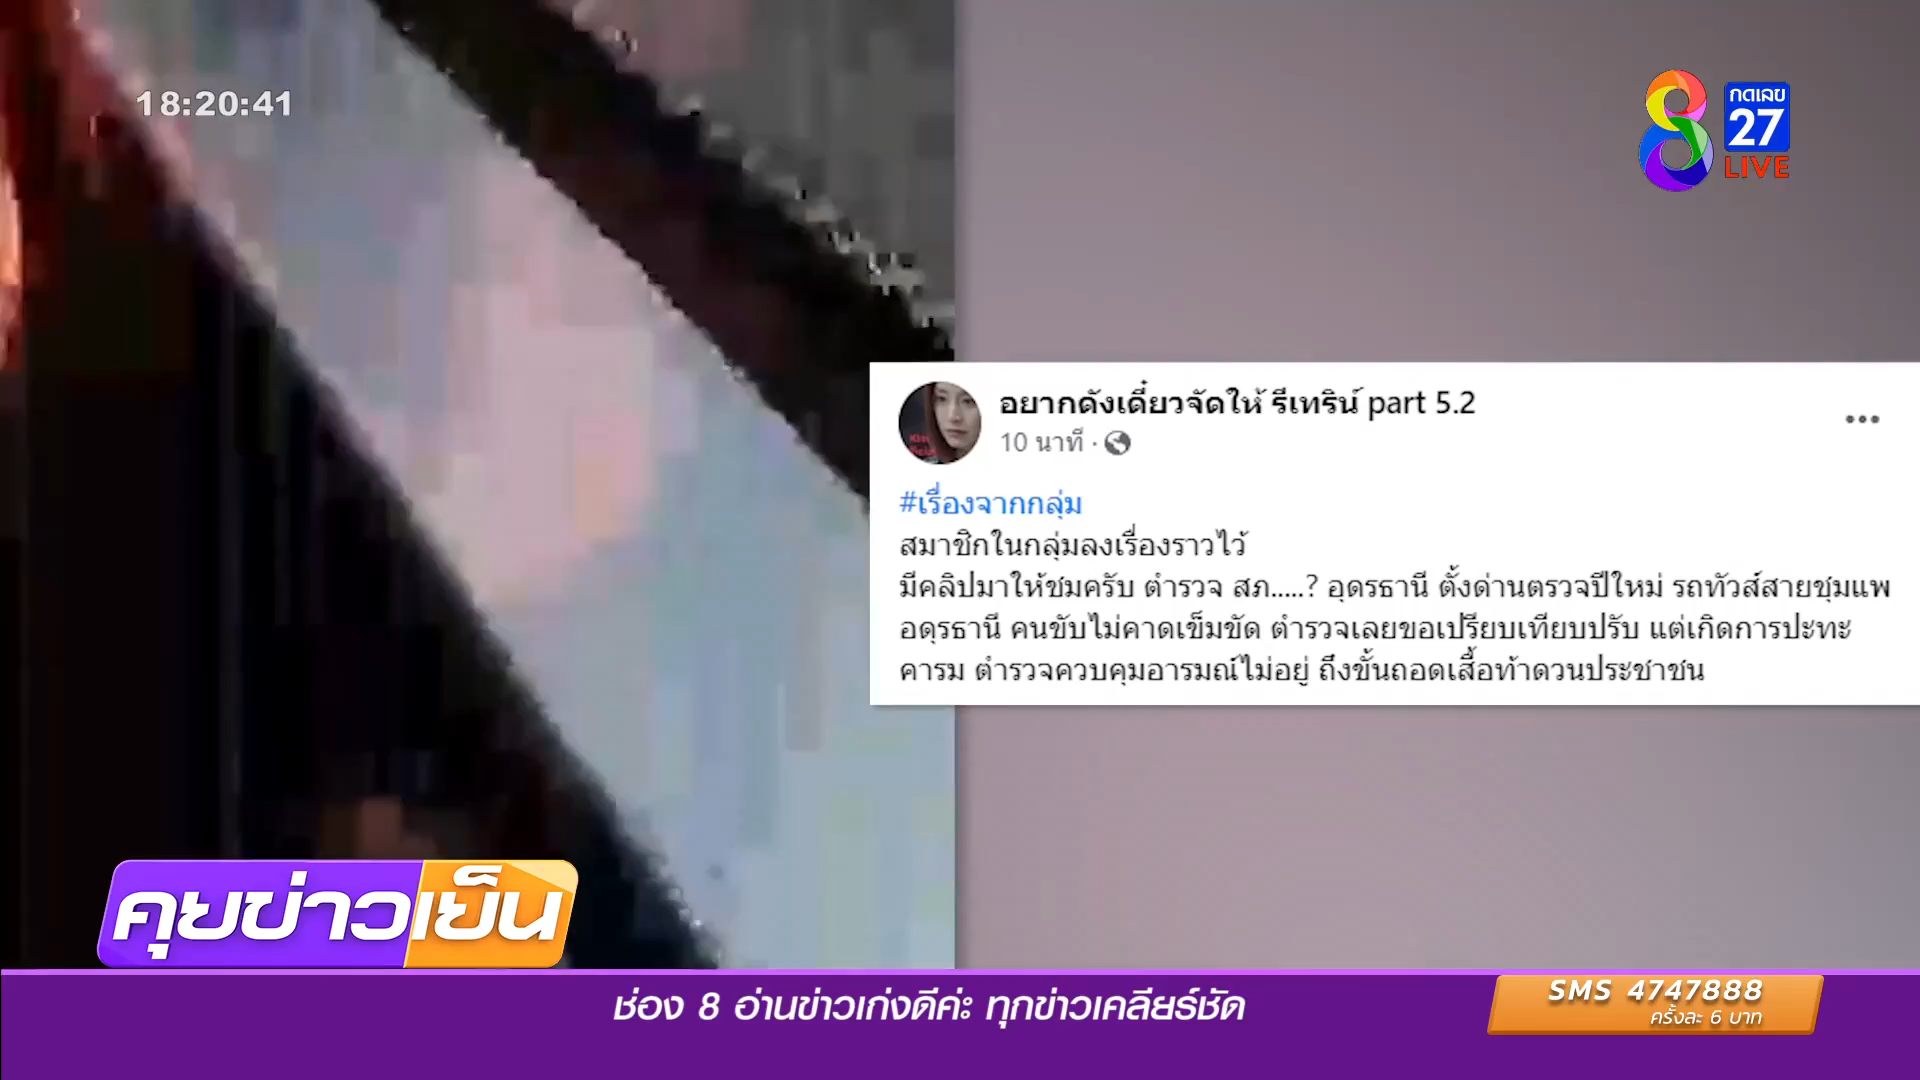 18:20:41
กดเลข
27
LIVE
อยากดังเดี๋ยวจัดให้ รีเทริน์ part 5.2
10 นาที ·
#เรื่องจากกลุ่ม
สมาชิกในกลุ่มลงเรื่องราวไว้
มีคลิปมาให้ชมครับ ตำรวจ สภ.....? อุดรธานี ตั้งด่านตรวจปีใหม่ รถทัวส์สายชุมแพ
อดุรธานี คนขับไม่คาดเข็มขัด ตำรวจเลยขอเปรียบเทียบปรับ แต่เกิดการปะทะ
คารม ตำรวจควบคุมอารมณ์ไม่อยู่ ถึงขั้นถอดเสื้อท้าดวนประชาชน
คุยข่าวเย็น
ช่อง 8 อ่านข่าวเก่งดีค่ะ ทุกข่าวเคลียร์ชัด
SMS 4747888
ครั้งละ 6 บาท